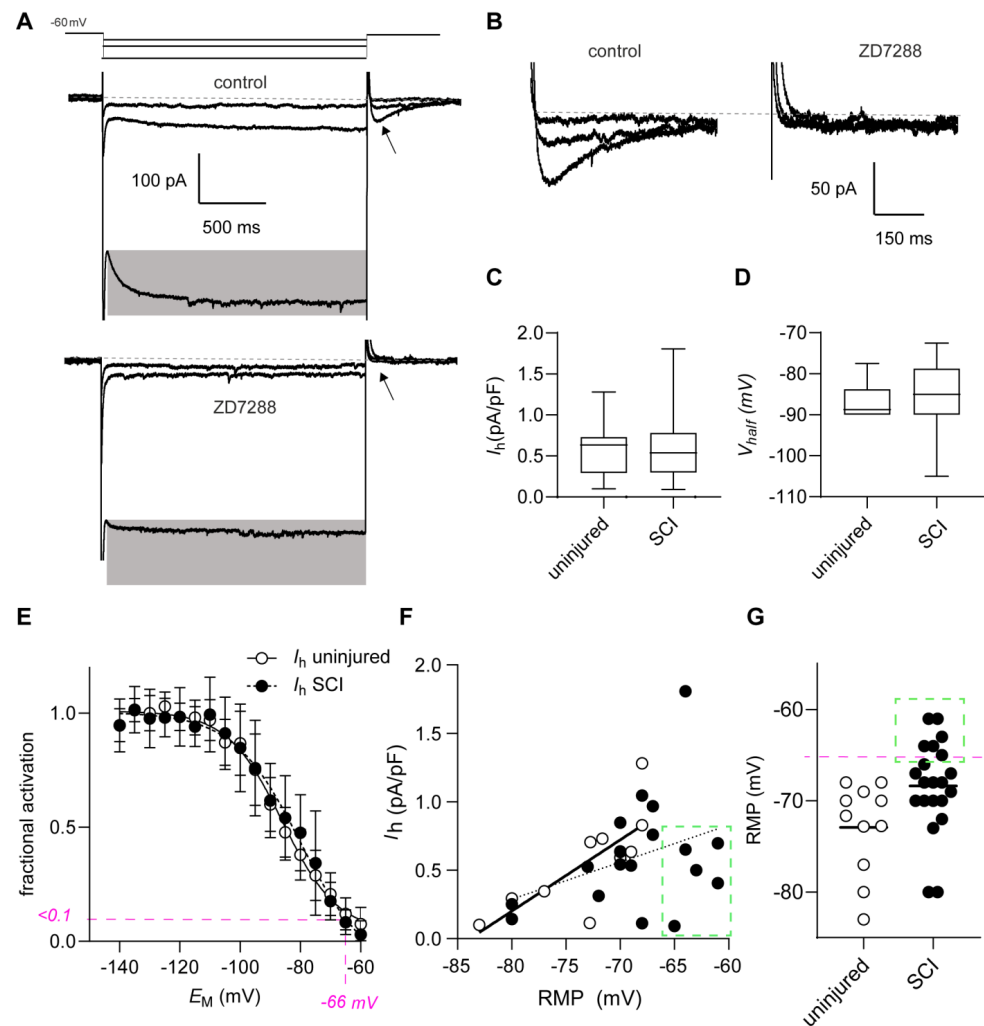 A
-60 mV
control
100 pA
500 ms
ZD7288
B
control
ZD7288
50 pA
150 ms
C
2.0
1.5
1.0
0.5
0.0
Ih(pA/pF)
uninjured
SCI
D
-70
-80
-90
-100
-110
Vhalf (mV)
uninjured
SCI
E
Ih uninjured
Ih SCI
1.0
0.5
0.0
<0.1
fractional activation
-140
-120
-100
-80
-60
-66 mV
EM (mV)
F
2.0
1.5
1.0
0.5
0.0
Ih (pA/pF)
-85
-80
-75
-70
-65
-60
RMP (mV)
G
-60
-70
-80
RMP (mV)
uninjured
SCI